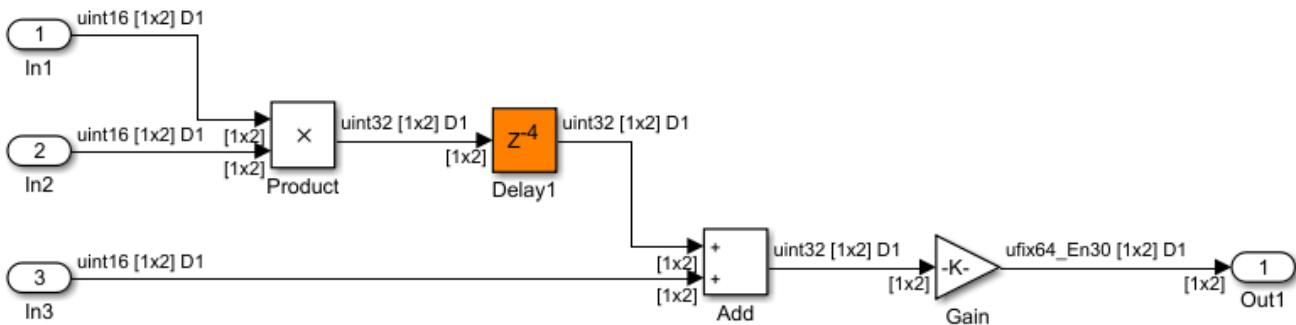 uint16 [1x2] D1
1
In1
uint16 [1x2] D1
2
In2
[1x2]
[1x2]
×
Product
uint32 [1x2] D1
[1x2]
Z-4
Delay1
uint32 [1x2] D1
uint16 [1x2] D1
3
In3
[1x2]
[1x2]
+
+
Add
uint32 [1x2] D1
[1x2]
-K-
Gain
ufix64_En30 [1x2] D1
[1x2]
1
Out1